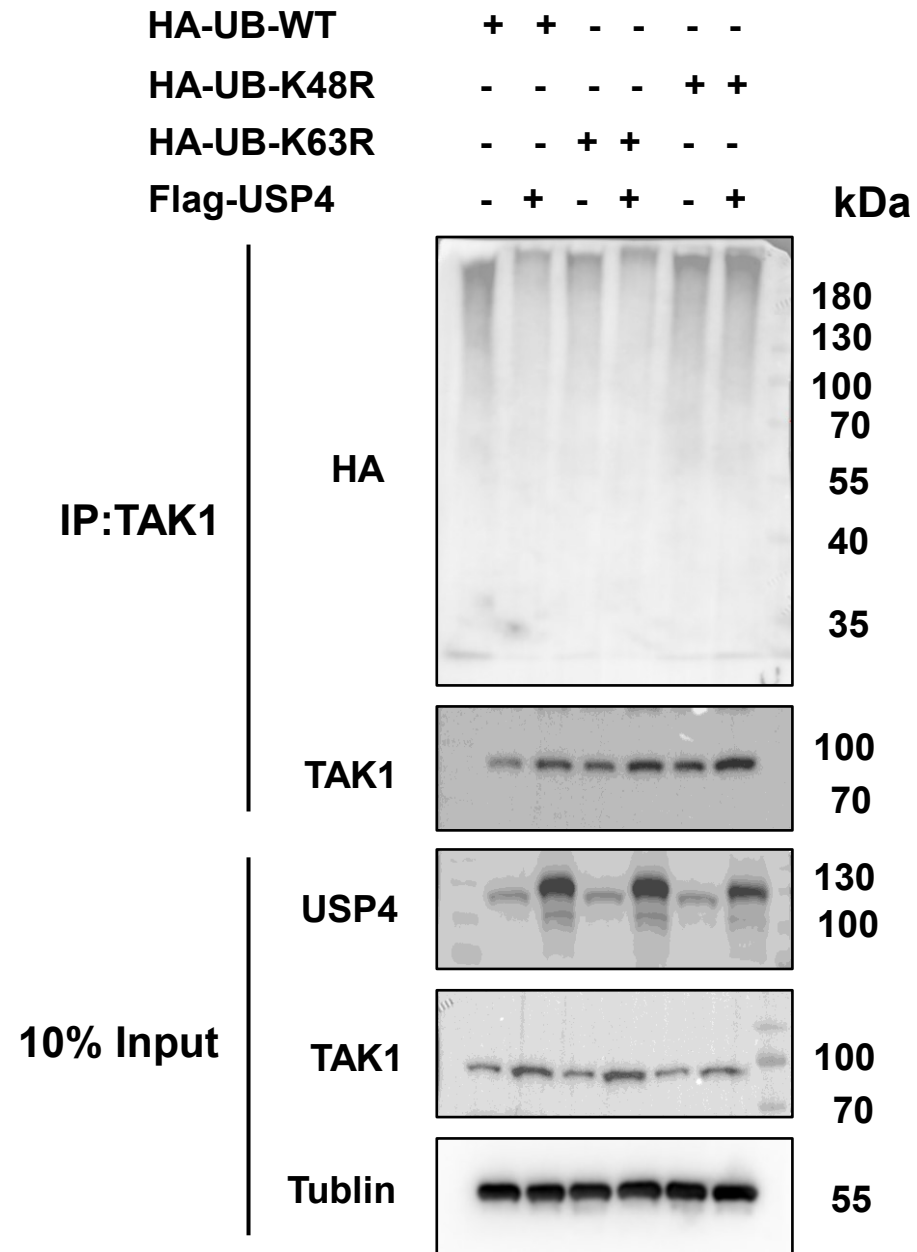 HA-UB-WT + + - - - -
HA-UB-K48R - - - - + +
HA-UB-K63R - - + + - -
Flag-USP4 - + - + - + kDa
180
130
100
70
HA
55
IP:TAK1
40
35
100
TAK1
70
130
USP4
100
10% Input
TAK1
100
70
Tublin
55